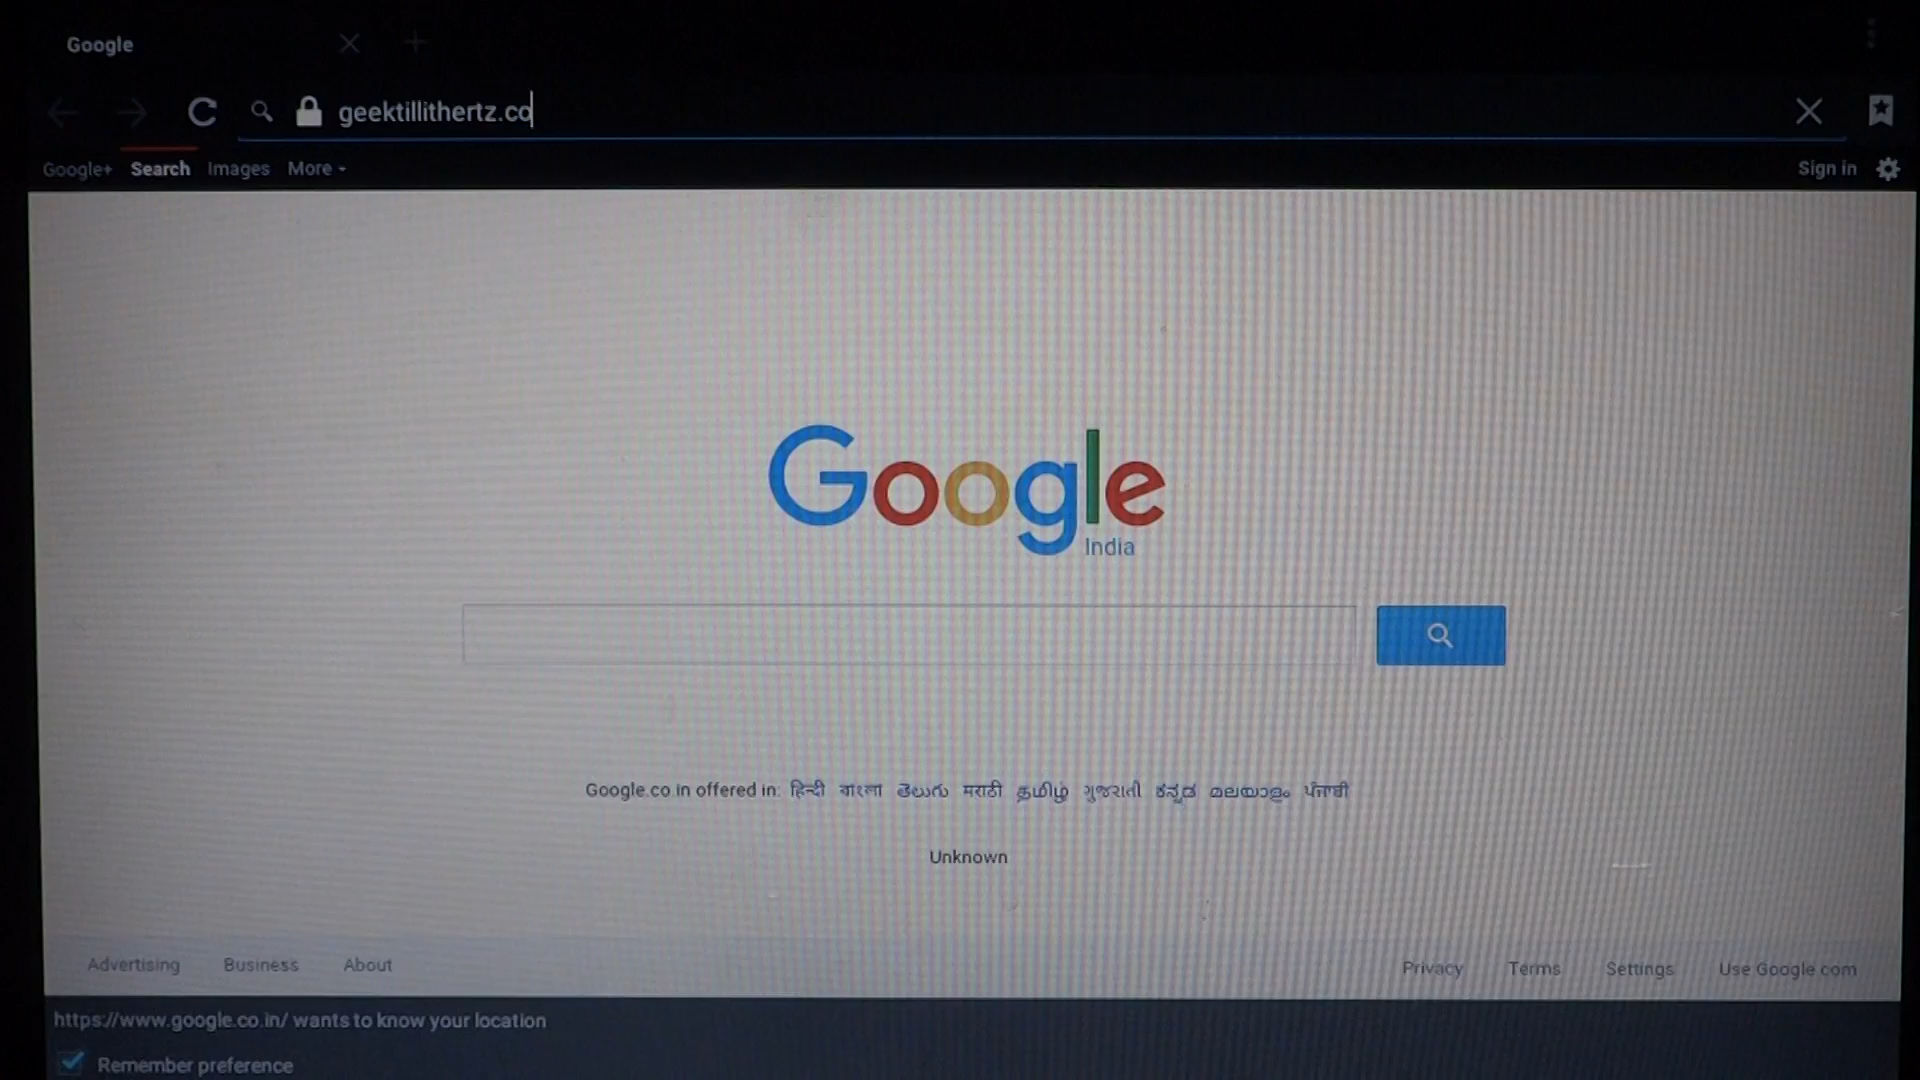 Google
geektillithertz.co
Google+ Search Images More
Sign in
Google
India
Google.co.in offered in: हिन्दी বাংলা తెలుగు मराठी தமிழ் ગુજરાતી ಕನ್ನಡ മലയാളം ਪੰਜਾਬੀ
Unknown
Advertising Business About
Privacy Terms Settings Use Google.com
https://www.google.co.in/ wants to know your location
Remember preference